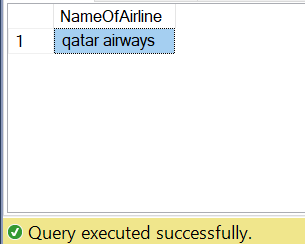 NameOfAirline
1 qatar airways
Query executed successfully.